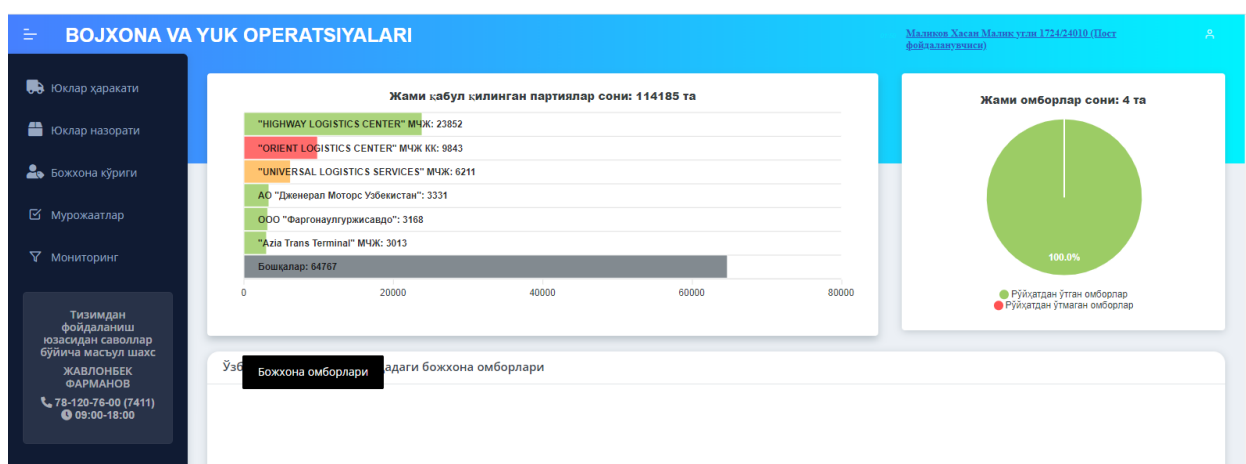 BOJXONA VA YUK OPERATSIYALARI
Маликов Хасан Малик угли 1724/24010 (Пост
фойдаланувчиси)
Юклар ҳаракати
Юклар назорати
Божхона кўриги
Мурожаатлар
Мониторинг
Тизимдан
фойдаланиш
юзасидан саволлар
бўйича масъул шахс
ЖАВЛОНБЕК
ФАРМАНОВ
78-120-76-00 (7411)
09:00-18:00
Жами қабул қилинган партиялар сони: 114185 та
"HIGHWAY LOGISTICS CENTER" МЧЖ: 23852
"ORIENT LOGISTICS CENTER" МЧЖ КК: 9843
"UNIVERSAL LOGISTICS SERVICES" МЧЖ: 6211
АО "Дженерал Моторс Узбекистан": 3331
ООО "Фаргонаулгуржисавдо": 3168
"Azia Trans Terminal" МЧЖ: 3013
Бошқалар: 64767
0 20000 40000 60000 80000
Жами омборлар сони: 4 та
100.0%
Рўйҳатдан ўтган омборлар
Рўйҳатдан ўтмаган омборлар
Божхона омборлари
божхона омборлари